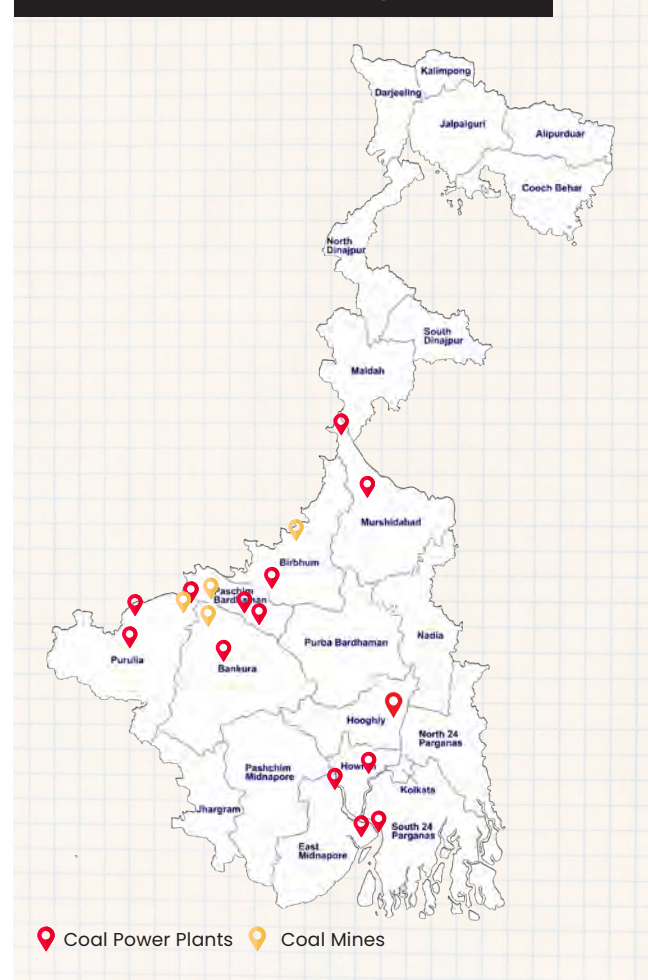 Kalimpong
Darjeeling
Jalpaiguri
Alipurduar
Cooch Behar
North
Dinajpur
South
Dinajpur
Maldah
Murshidabad
Birbhum
Paschim
Bardhaman
Purba Bardhaman
Nadia
Purulia
Bankura
Hooghly
North 24
Parganas
Pashchim
Midnapore
Howrah
Kolkata
Jhargram
South 24
Parganas
East
Midnapore
Coal Power Plants
Coal Mines